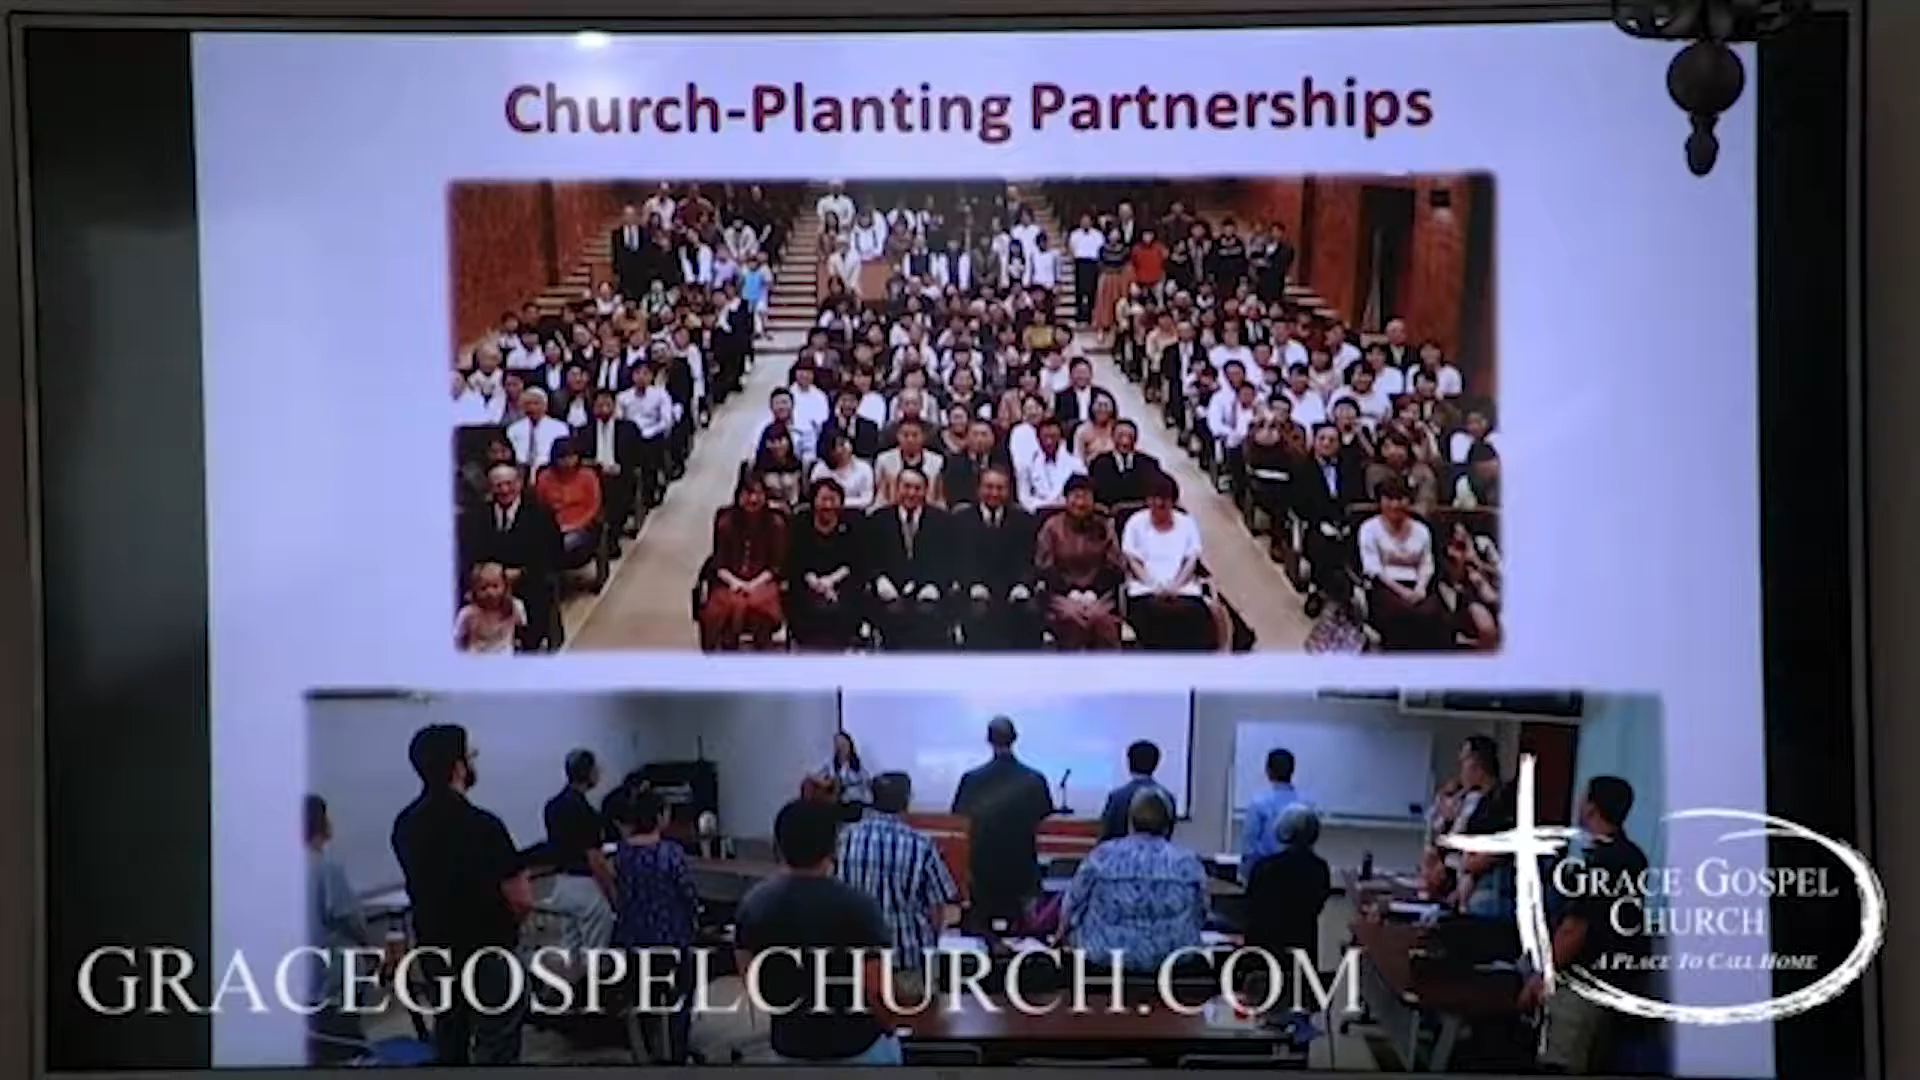 Church-Planting Partnerships
GRACE GOSPEL
CHURCH
A PLACE TO CALL HOME
GRACEGOSPELCHURCH.COM